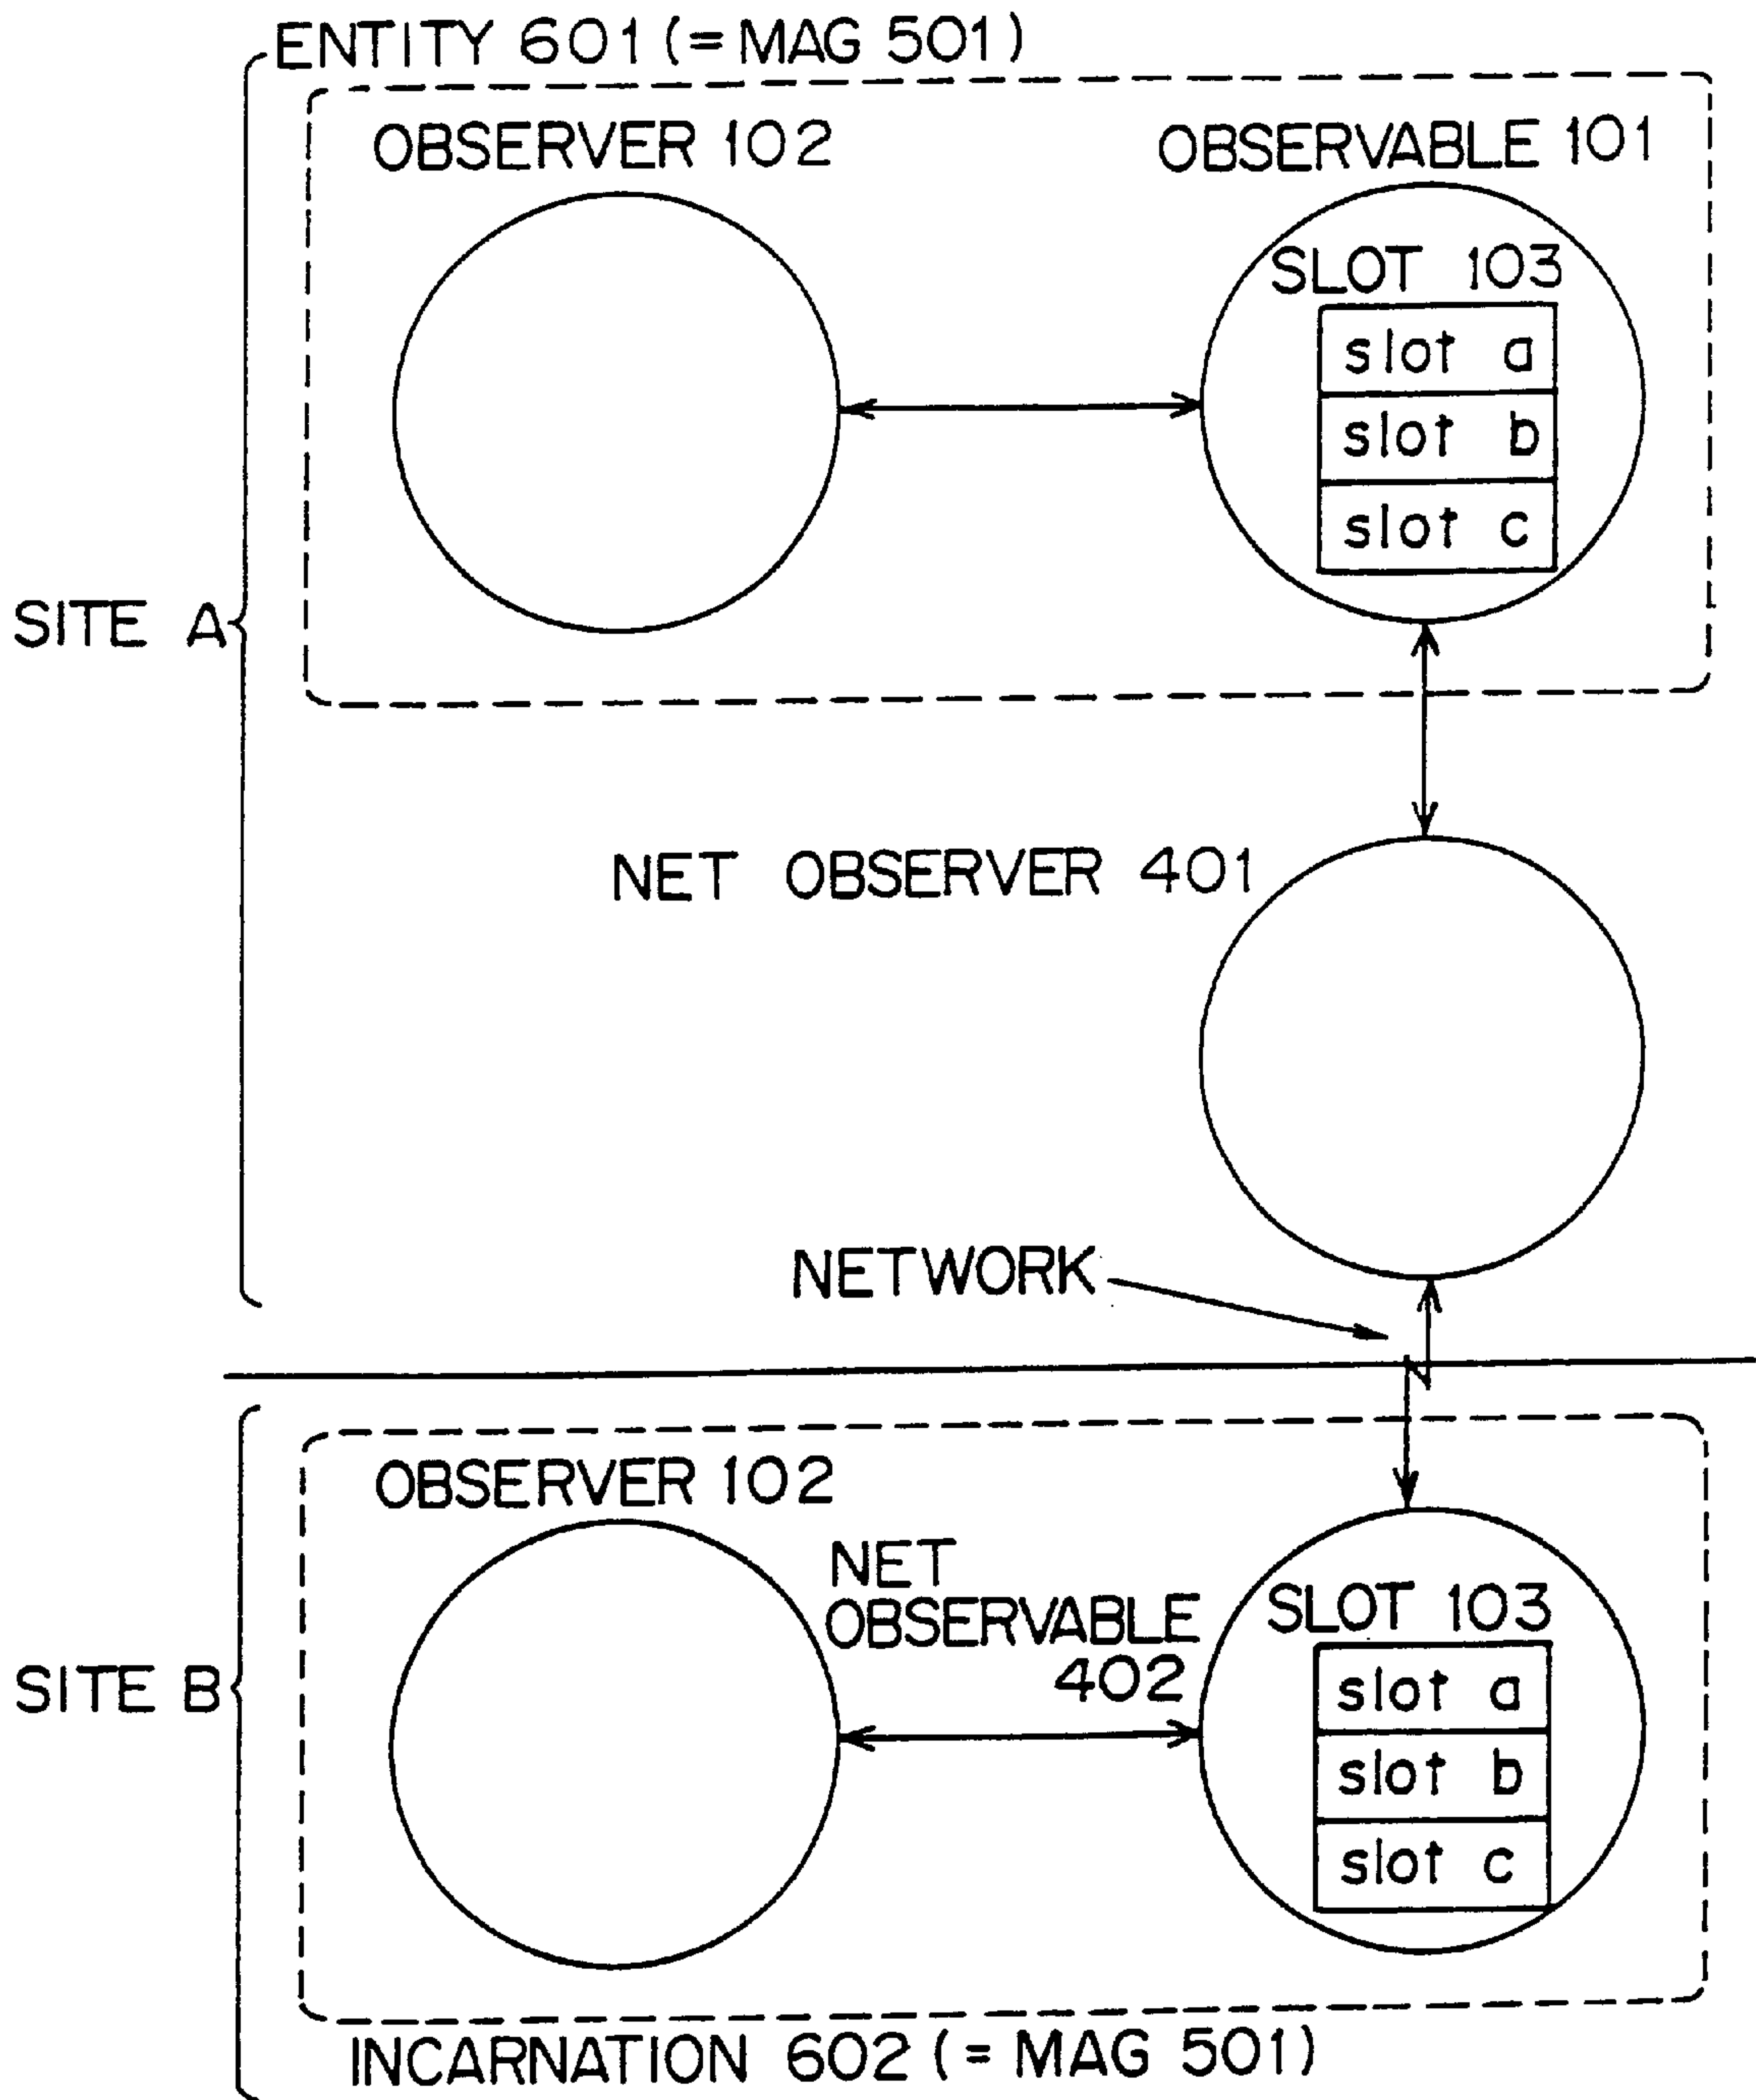 ENTITY 601 (= MAG 501)
OBSERVER 102
OBSERVABLE 101
SLOT 103
slot a
slot b
slot c
SITE A
NET OBSERVER 401
NETWORK
OBSERVER 102
NET
OBSERVABLE
402
SLOT 103
slot a
slot b
slot c
SITE B
INCARNATION 602 (= MAG 501)